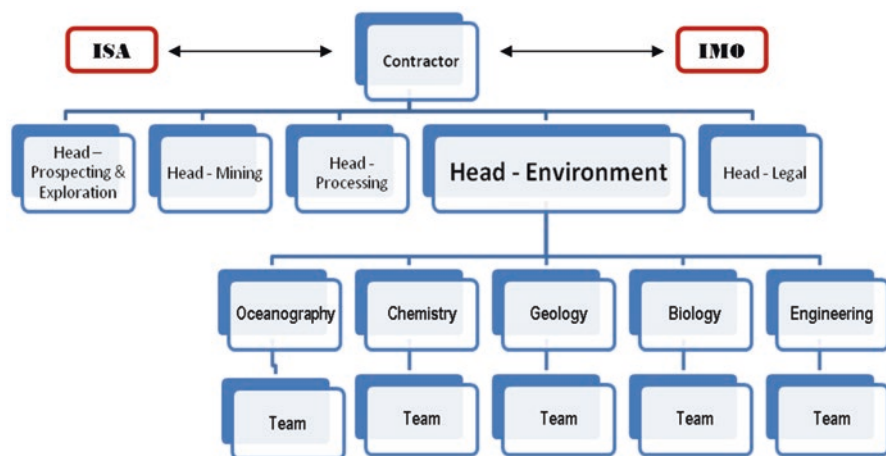 ISA
Contractor
IMO
Head –
Prospecting &
Exploration
Head - Mining
Head -
Processing
Head - Environment
Head - Legal
Oceanography
Chemistry
Geology
Biology
Engineering
Team
Team
Team
Team
Team